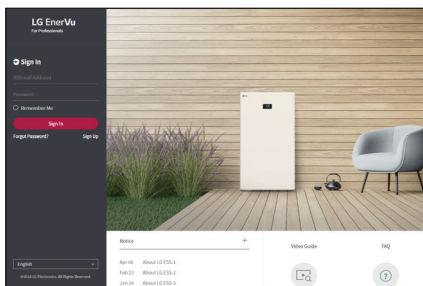 LG EnerVu
For Professionals
Sign In
ID(Email Address)
Password
Remember Me
Sign In
Forgot Password?
Sign Up
English
Notice
+
Apr 06 About LG ESS-1
Feb 23 About LG ESS-2
Jan 24 About LG ESS-3
Video Guide
FAQ
?